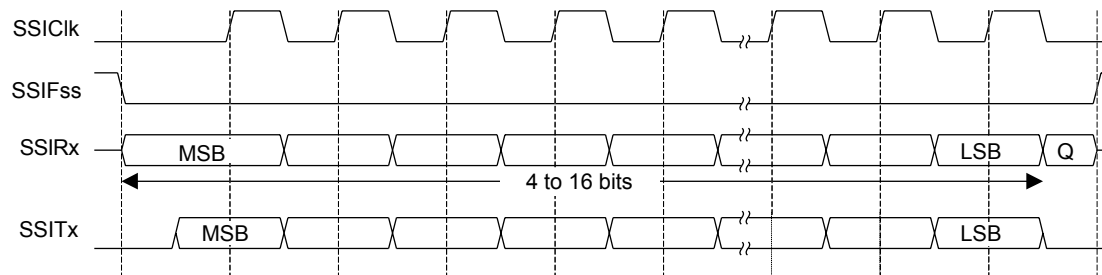 SSIClk
SSIFss
SSIRx MSB LSB Q
4 to 16 bits
SSITx MSB LSB